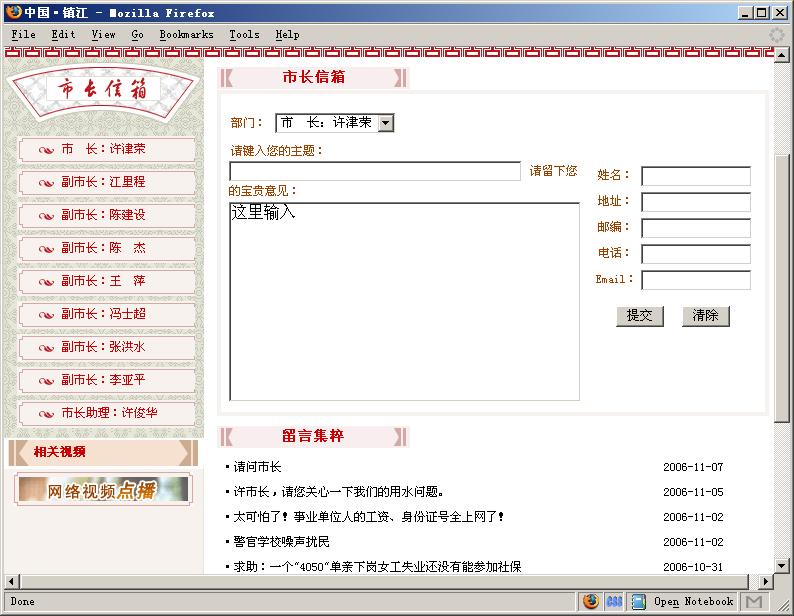 中国·镇江 - Mozilla Firefox
File Edit View Go Bookmarks Tools Help
市长信箱
市　长：许津荣
副市长：江里程
副市长：陈建设
副市长：陈　杰
副市长：王　萍
副市长：冯士超
副市长：张洪水
副市长：李亚平
市长助理：许俊华
相关视频
网络视频点播
市长信箱
部门： 市　长：许津荣
请键入您的主题：
请留下您
的宝贵意见：
这里输入
姓名：
地址：
邮编：
电话：
Email：
提交 清除
留言集粹
·请问市长 2006-11-07
·许市长，请您关心一下我们的用水问题。 2006-11-05
·太可怕了！事业单位人的工资、身份证号全上网了！ 2006-11-02
·警官学校噪声扰民 2006-11-02
·求助：一个“4050”单亲下岗女工失业还没有能参加社保 2006-10-31
Done CSS Open Notebook